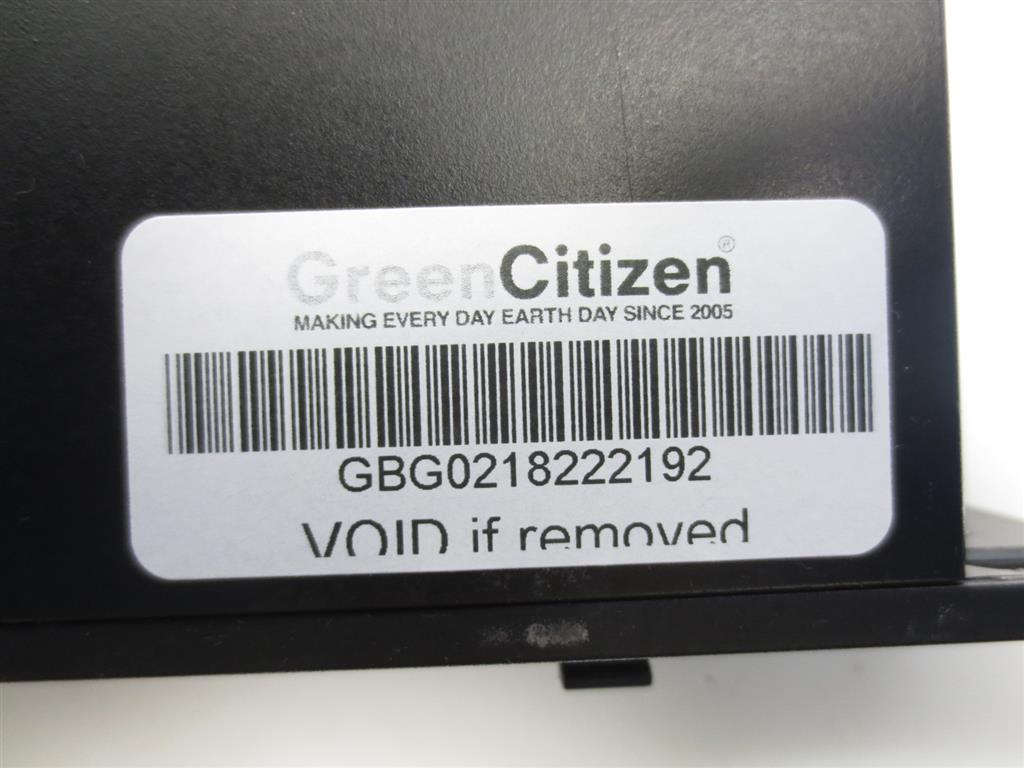 GreenCitizen®
MAKING EVERY DAY EARTH DAY SINCE 2005
GBG0218222192
VOID if removed